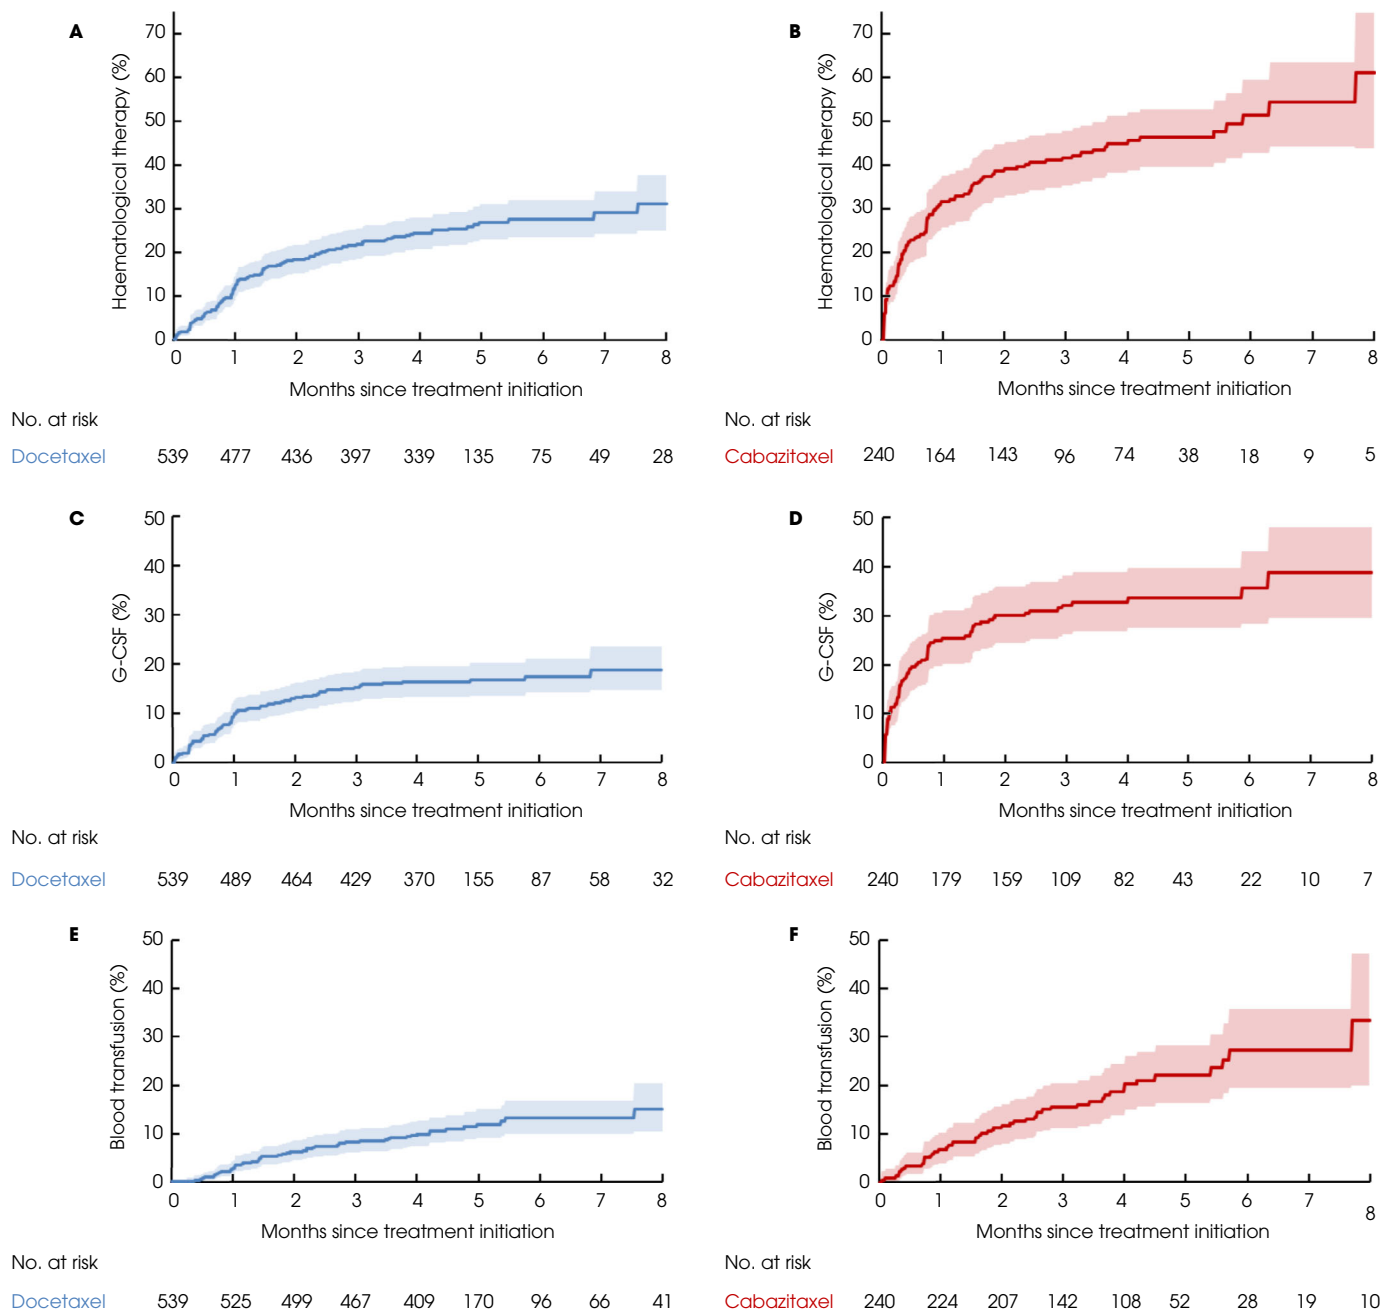 A
Haematological therapy (%)
70
60
50
40
30
20
10
0
0 1 2 3 4 5 6 7 8
Months since treatment initiation
No. at risk
Docetaxel 539 477 436 397 339 135 75 49 28
B
Haematological therapy (%)
70
60
50
40
30
20
10
0
0 1 2 3 4 5 6 7 8
Months since treatment initiation
No. at risk
Cabazitaxel 240 164 143 96 74 38 18 9 5
C
G-CSF (%)
50
40
30
20
10
0
0 1 2 3 4 5 6 7 8
Months since treatment initiation
No. at risk
Docetaxel 539 489 464 429 370 155 87 58 32
D
G-CSF (%)
50
40
30
20
10
0
0 1 2 3 4 5 6 7 8
Months since treatment initiation
No. at risk
Cabazitaxel 240 179 159 109 82 43 22 10 7
E
Blood transfusion (%)
50
40
30
20
10
0
0 1 2 3 4 5 6 7 8
Months since treatment initiation
No. at risk
Docetaxel 539 525 499 467 409 170 96 66 41
F
Blood transfusion (%)
50
40
30
20
10
0
0 1 2 3 4 5 6 7 8
Months since treatment initiation
No. at risk
Cabazitaxel 240 224 207 142 108 52 28 19 10